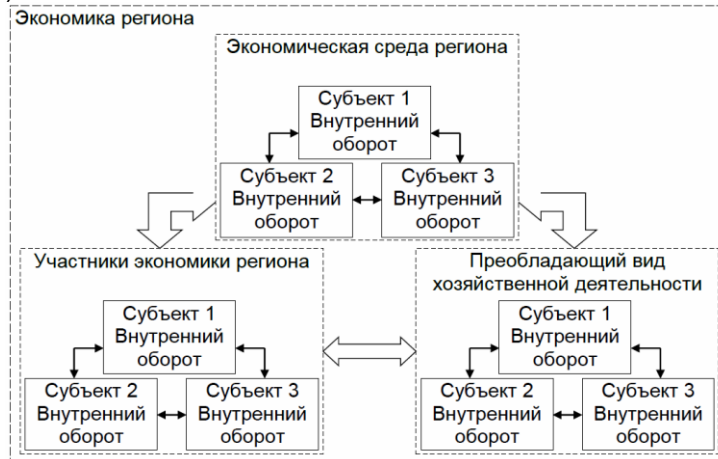 Экономика региона
Экономическая среда региона
Субъект 1
Внутренний
оборот
Субъект 2
Внутренний
оборот
Субъект 3
Внутренний
оборот
Участники экономики региона
Субъект 1
Внутренний
оборот
Субъект 2
Внутренний
оборот
Субъект 3
Внутренний
оборот
Преобладающий вид
хозяйственной деятельности
Субъект 1
Внутренний
оборот
Субъект 2
Внутренний
оборот
Субъект 3
Внутренний
оборот